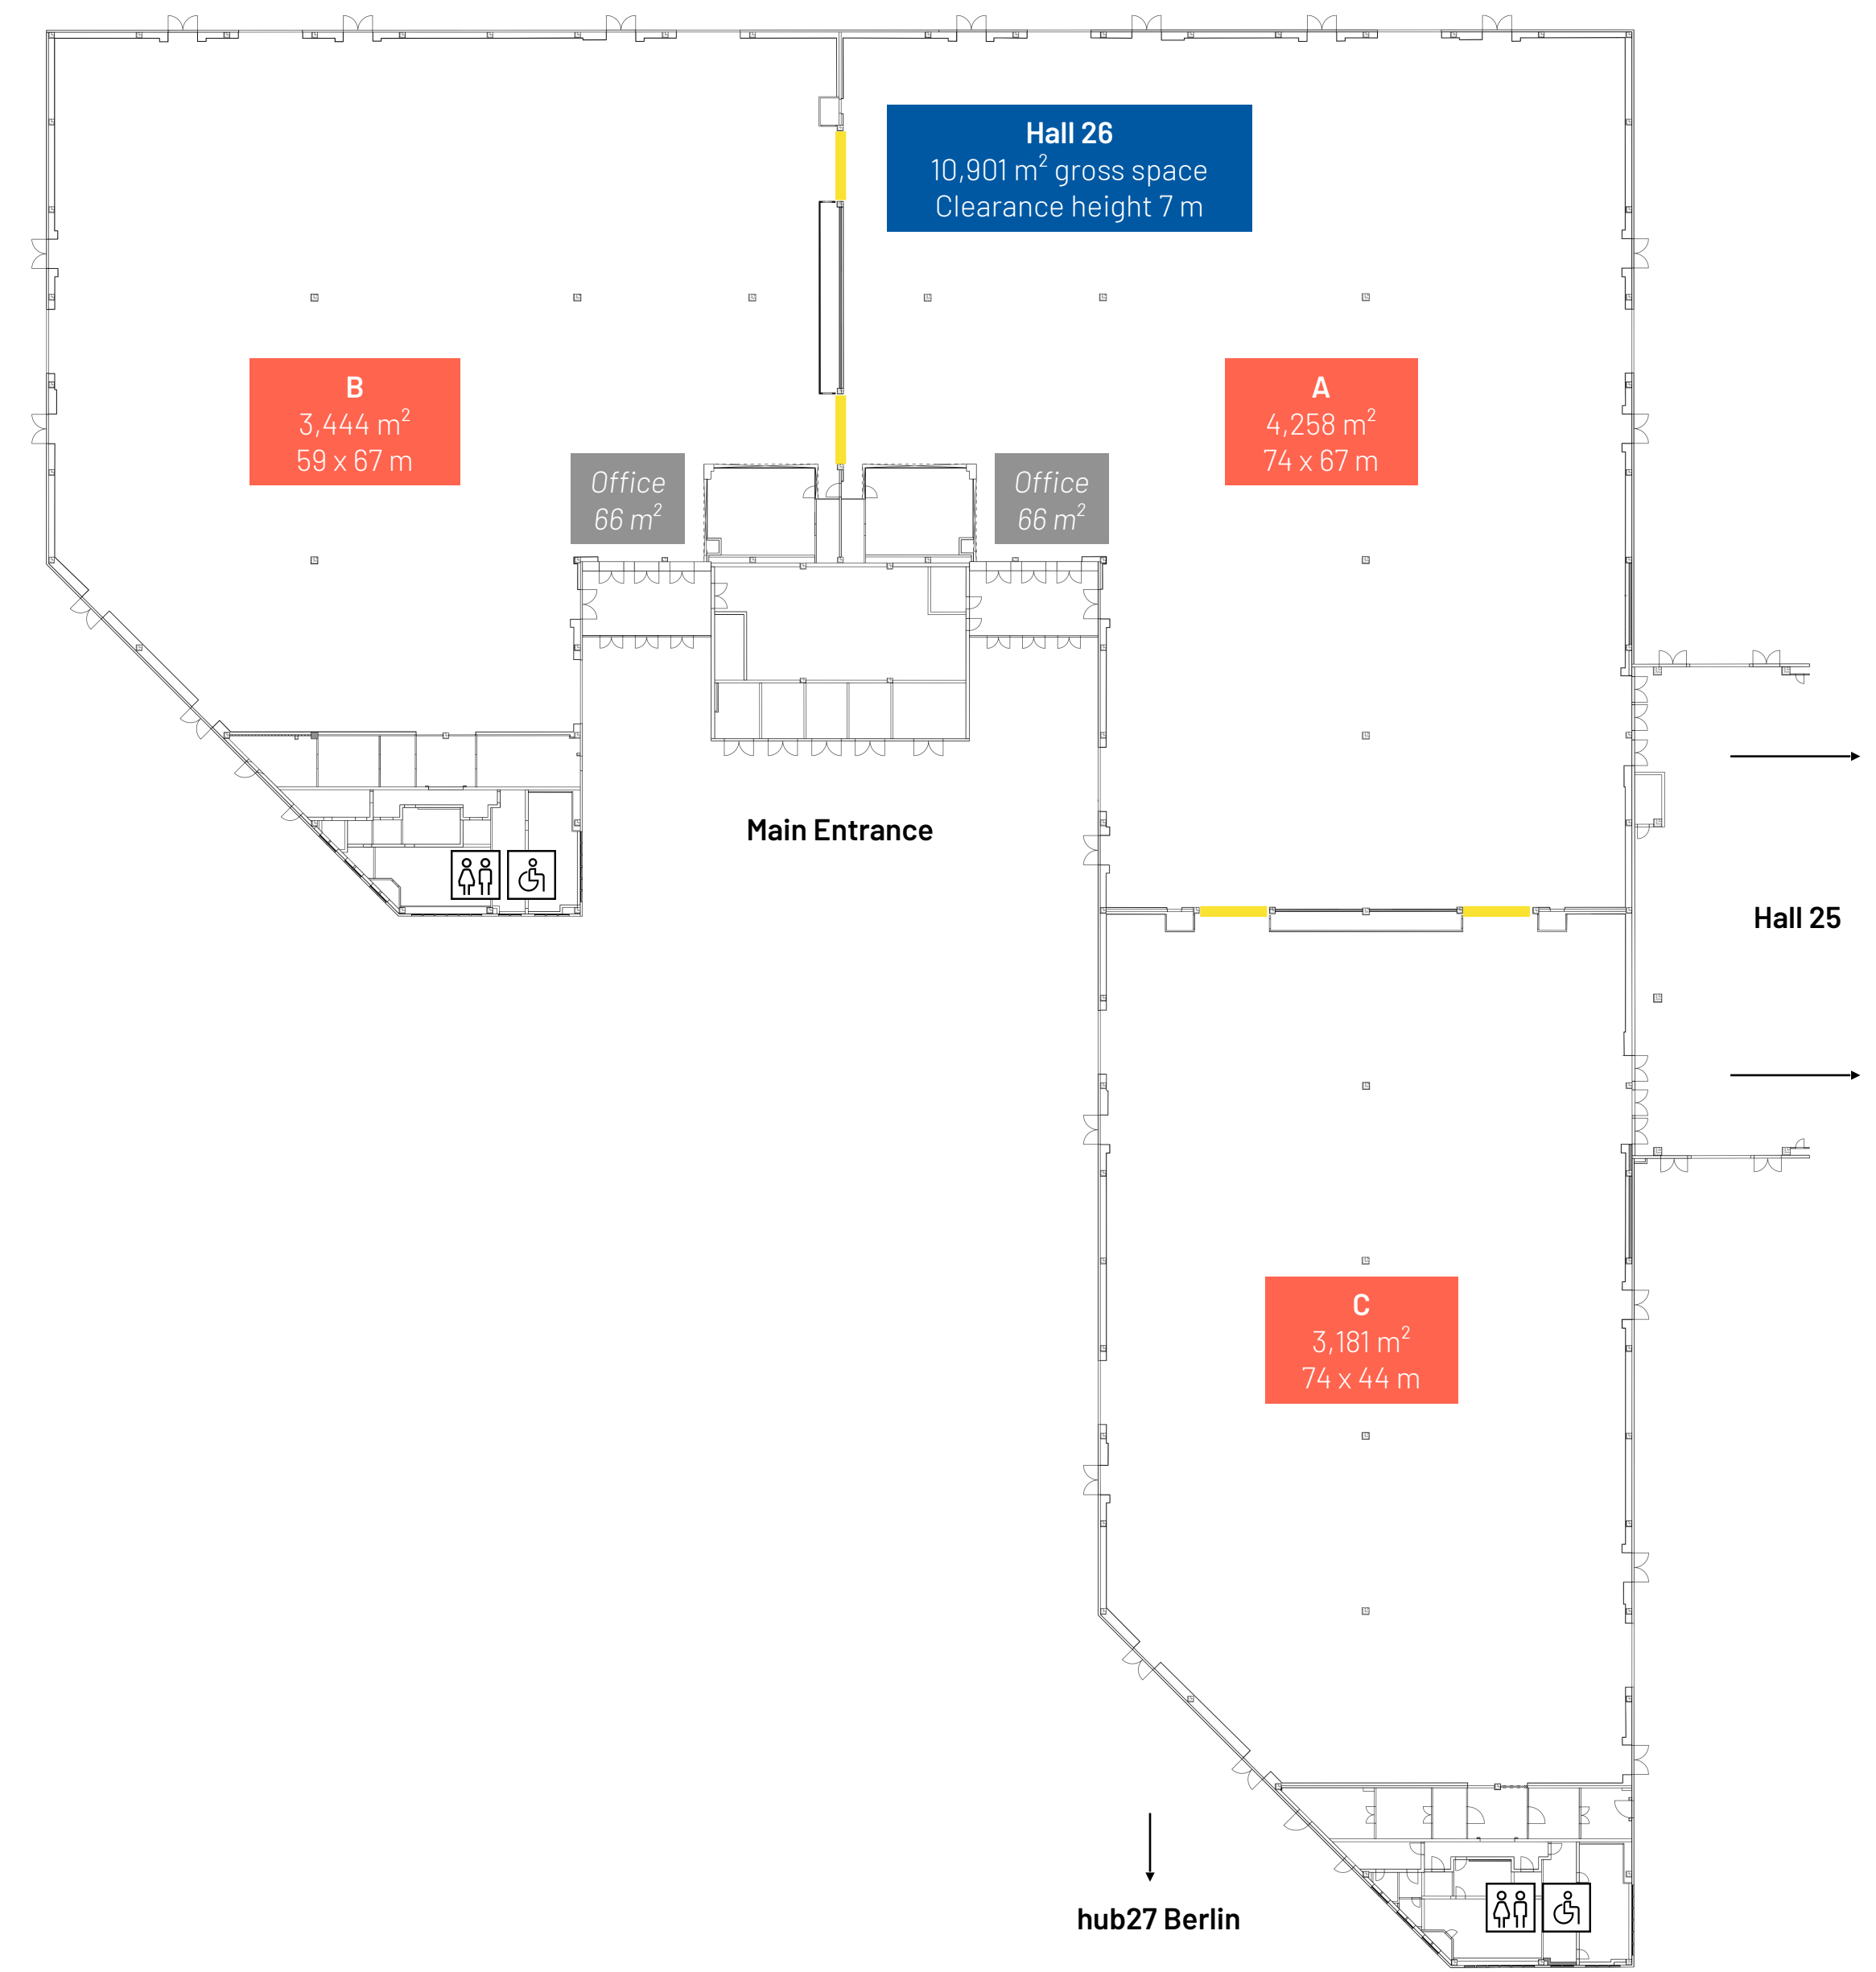 Hall 26
10,901 m² gross space
Clearance height 7 m
B
3,444 m²
59 x 67 m
A
4,258 m²
74 x 67 m
Office
66 m²
Office
66 m²
Main Entrance
Hall 25
C
3,181 m²
74 x 44 m
hub27 Berlin